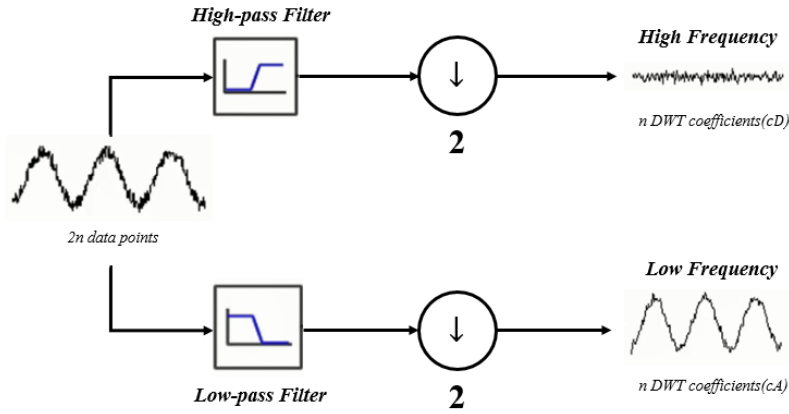 High-pass Filter
↓
2
High Frequency
n DWT coefficients(cD)
2n data points
Low-pass Filter
↓
2
Low Frequency
n DWT coefficients(cA)